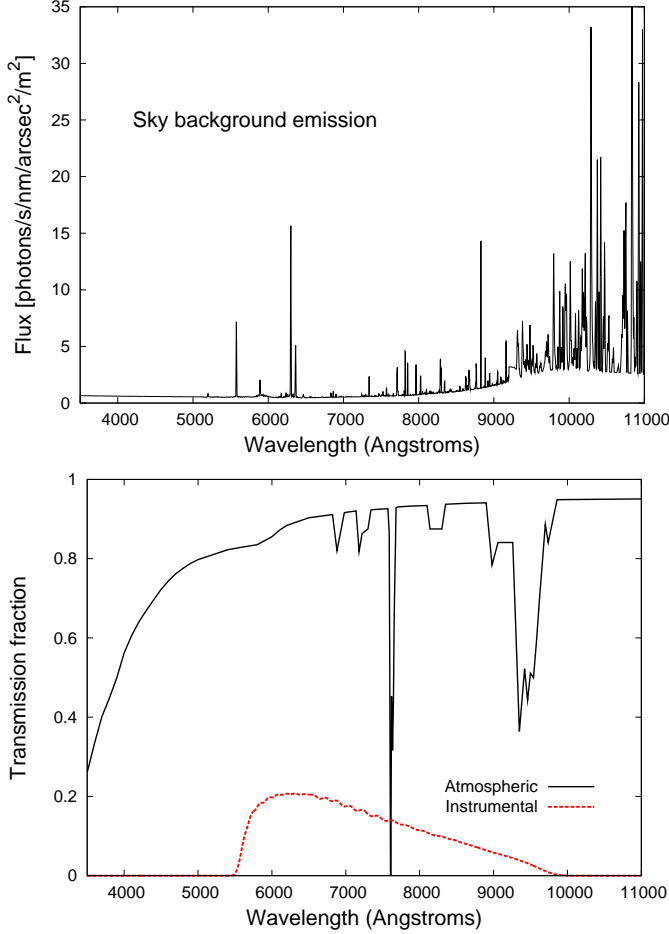 35
30
25
20
15
10
5
0
Flux [photons/s/nm/arcsec²/m²]
Sky background emission
4000 5000 6000 7000 8000 9000 10000 11000
Wavelength (Angstroms)
1
0.8
0.6
0.4
0.2
0
Transmission fraction
Atmospheric
Instrumental
4000 5000 6000 7000 8000 9000 10000 11000
Wavelength (Angstroms)